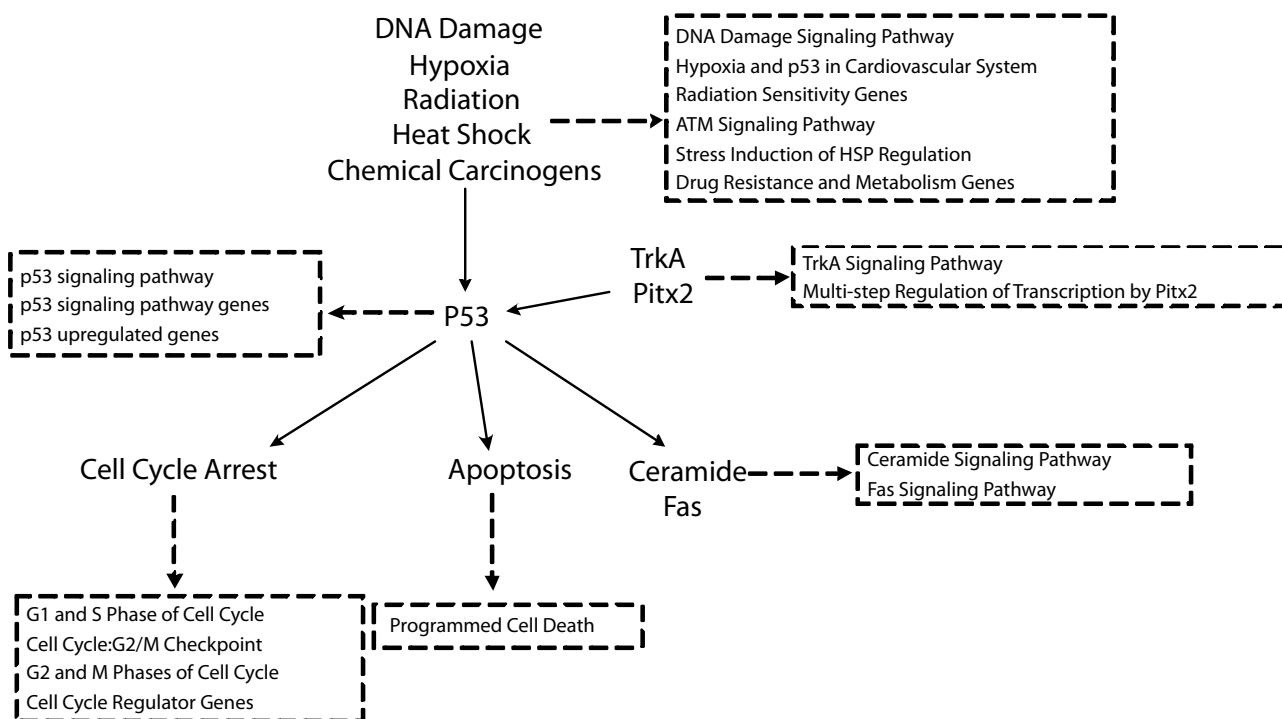 DNA Damage
Hypoxia
Radiation
Heat Shock
Chemical Carcinogens
DNA Damage Signaling Pathway
Hypoxia and p53 in Cardiovascular System
Radiation Sensitivity Genes
ATM Signaling Pathway
Stress Induction of HSP Regulation
Drug Resistance and Metabolism Genes
p53 signaling pathway
p53 signaling pathway genes
p53 upregulated genes
P53
TrkA
Pitx2
TrkA Signaling Pathway
Multi-step Regulation of Transcription by Pitx2
Cell Cycle Arrest
Apoptosis
Ceramide
Fas
Ceramide Signaling Pathway
Fas Signaling Pathway
G1 and S Phase of Cell Cycle
Cell Cycle:G2/M Checkpoint
G2 and M Phases of Cell Cycle
Cell Cycle Regulator Genes
Programmed Cell Death